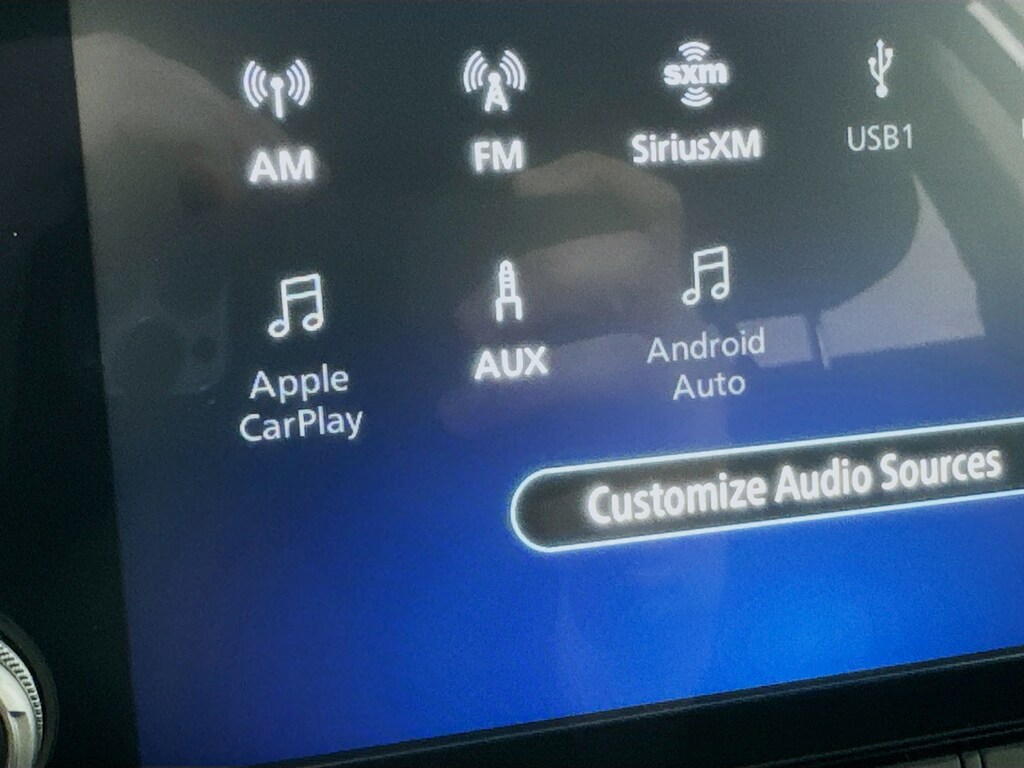 sxm
AM
FM
SiriusXM
USB1
Apple
CarPlay
AUX
Android
Auto
Customize Audio Sources